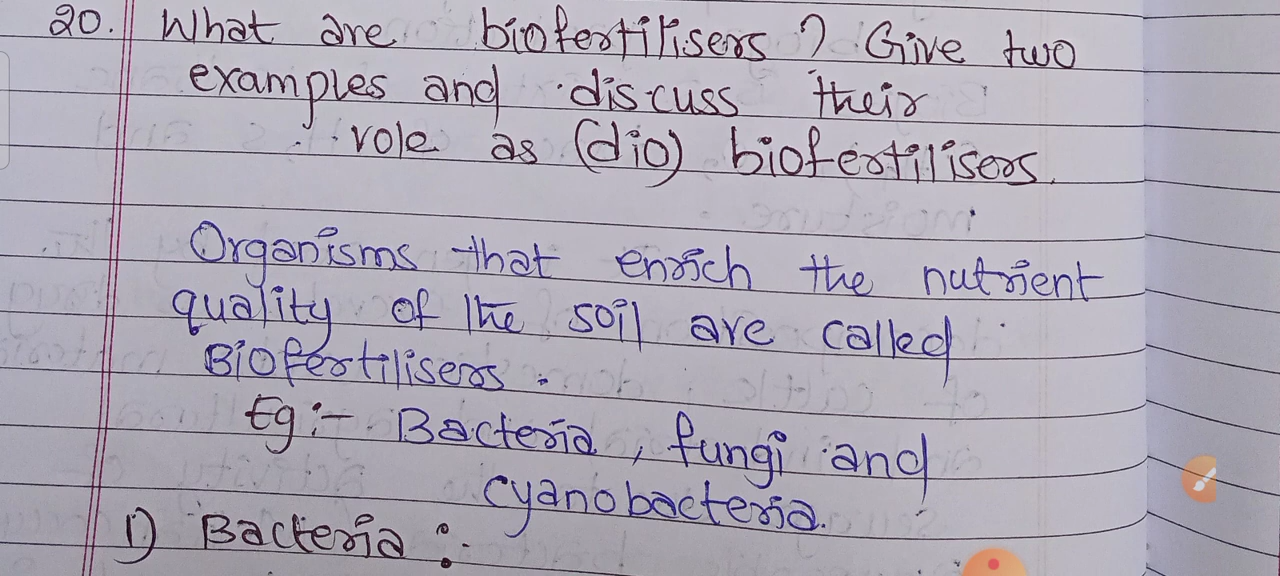 20. What are biofertilisers? Give two
examples and discuss their
role as (dio) biofertilisers.
Organisms that enrich the nutrient
quality of the soil are called
Biofertilisers.
Eg:- Bacteria, fungi and
cyanobacteria.
1) Bacteria :-